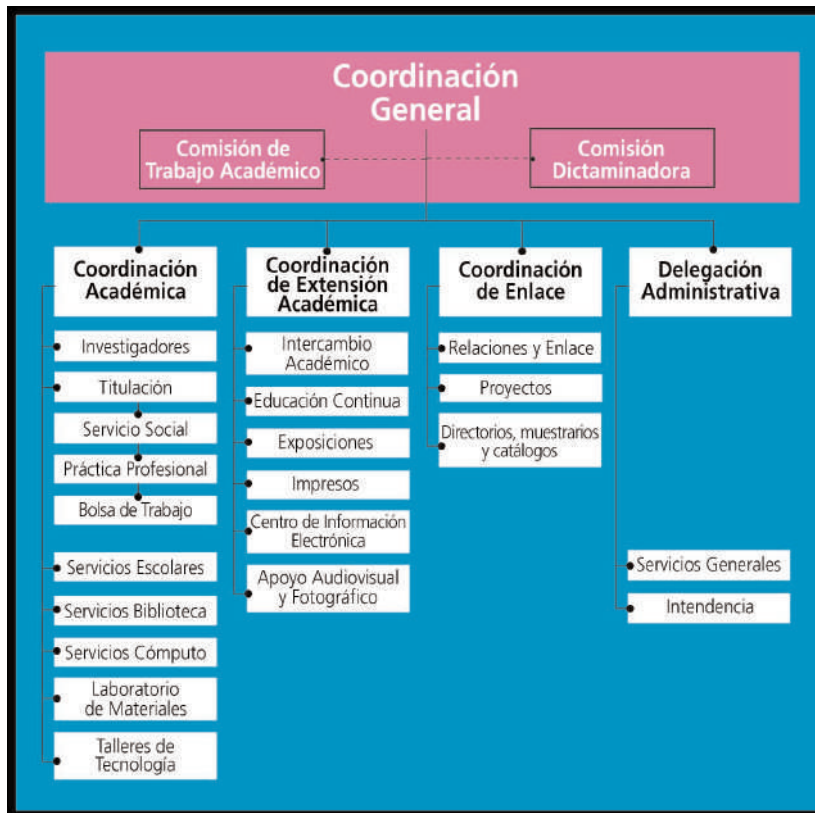 Coordinación
General
Comisión de
Trabajo Académico
Comisión
Dictaminadora
Coordinación
Académica
Investigadores
Titulación
Servicio Social
Práctica Profesional
Bolsa de Trabajo
Servicios Escolares
Servicios Biblioteca
Servicios Cómputo
Laboratorio
de Materiales
Talleres de
Tecnología
Coordinación
de Extensión
Académica
Intercambio
Académico
Educación Continua
Exposiciones
Impresos
Centro de Información
Electrónica
Apoyo Audiovisual
y Fotográfico
Coordinación
de Enlace
Relaciones y Enlace
Proyectos
Directorios, muestrarios
y catálogos
Delegación
Administrativa
Servicios Generales
Intendencia